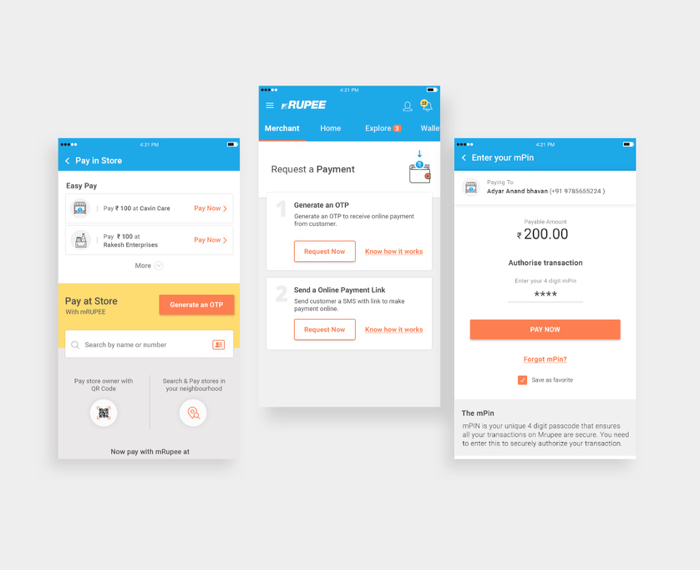 4:21 PM
Pay in Store
Easy Pay
Pay ₹ 100 at Cavin Care
Pay Now
Pay ₹ 100 at
Rakesh Enterprises
Pay Now
More
Pay at Store
With mRUPEE
Generate an OTP
Search by name or number
Pay store owner with
QR Code
Search & Pay stores in
your neighbourhood
Now pay with mRupee at
4:21 PM
mRUPEE
Merchant
Home
Explore 3
Walle
Request a Payment
1
Generate an OTP
Generate an OTP to receive online payment
from customer.
Request Now
Know how it works
2
Send a Online Payment Link
Send customer a SMS with link to make
payment online.
Request Now
Know how it works
4:21 PM
Enter your mPin
Paying To
Adyar Anand bhavan (+91 9785665224 )
Payable Amount
₹ 200.00
Authorise transaction
Enter your 4 digit mPin
****
PAY NOW
Forgot mPin?
Save as favorite
The mPin
mPIN is your unique 4 digit passcode that ensures
all your transactions on Mrupee are secure. You need
to enter this to securely authorize your transaction.